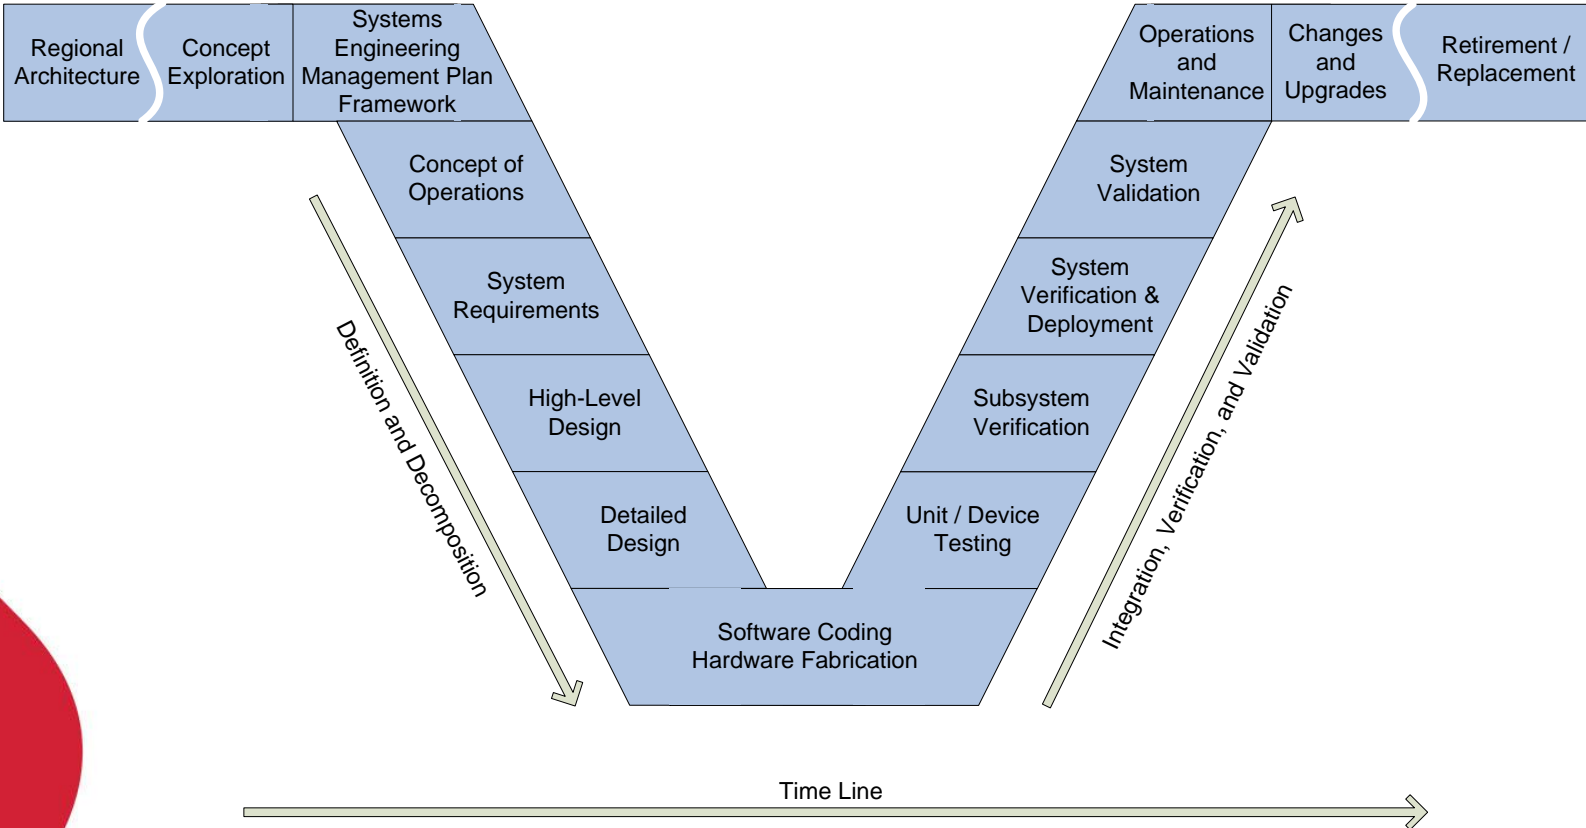 Regional
Architecture
Concept
Exploration
Systems
Engineering
Management Plan
Framework
Operations
and
Maintenance
Changes
and
Upgrades
Retirement /
Replacement
Concept of
Operations
System
Validation
System
Requirements
System
Verification &
Deployment
High-Level
Design
Subsystem
Verification
Detailed
Design
Unit / Device
Testing
Software Coding
Hardware Fabrication
Definition and Decomposition
Integration, Verification, and Validation
Time Line